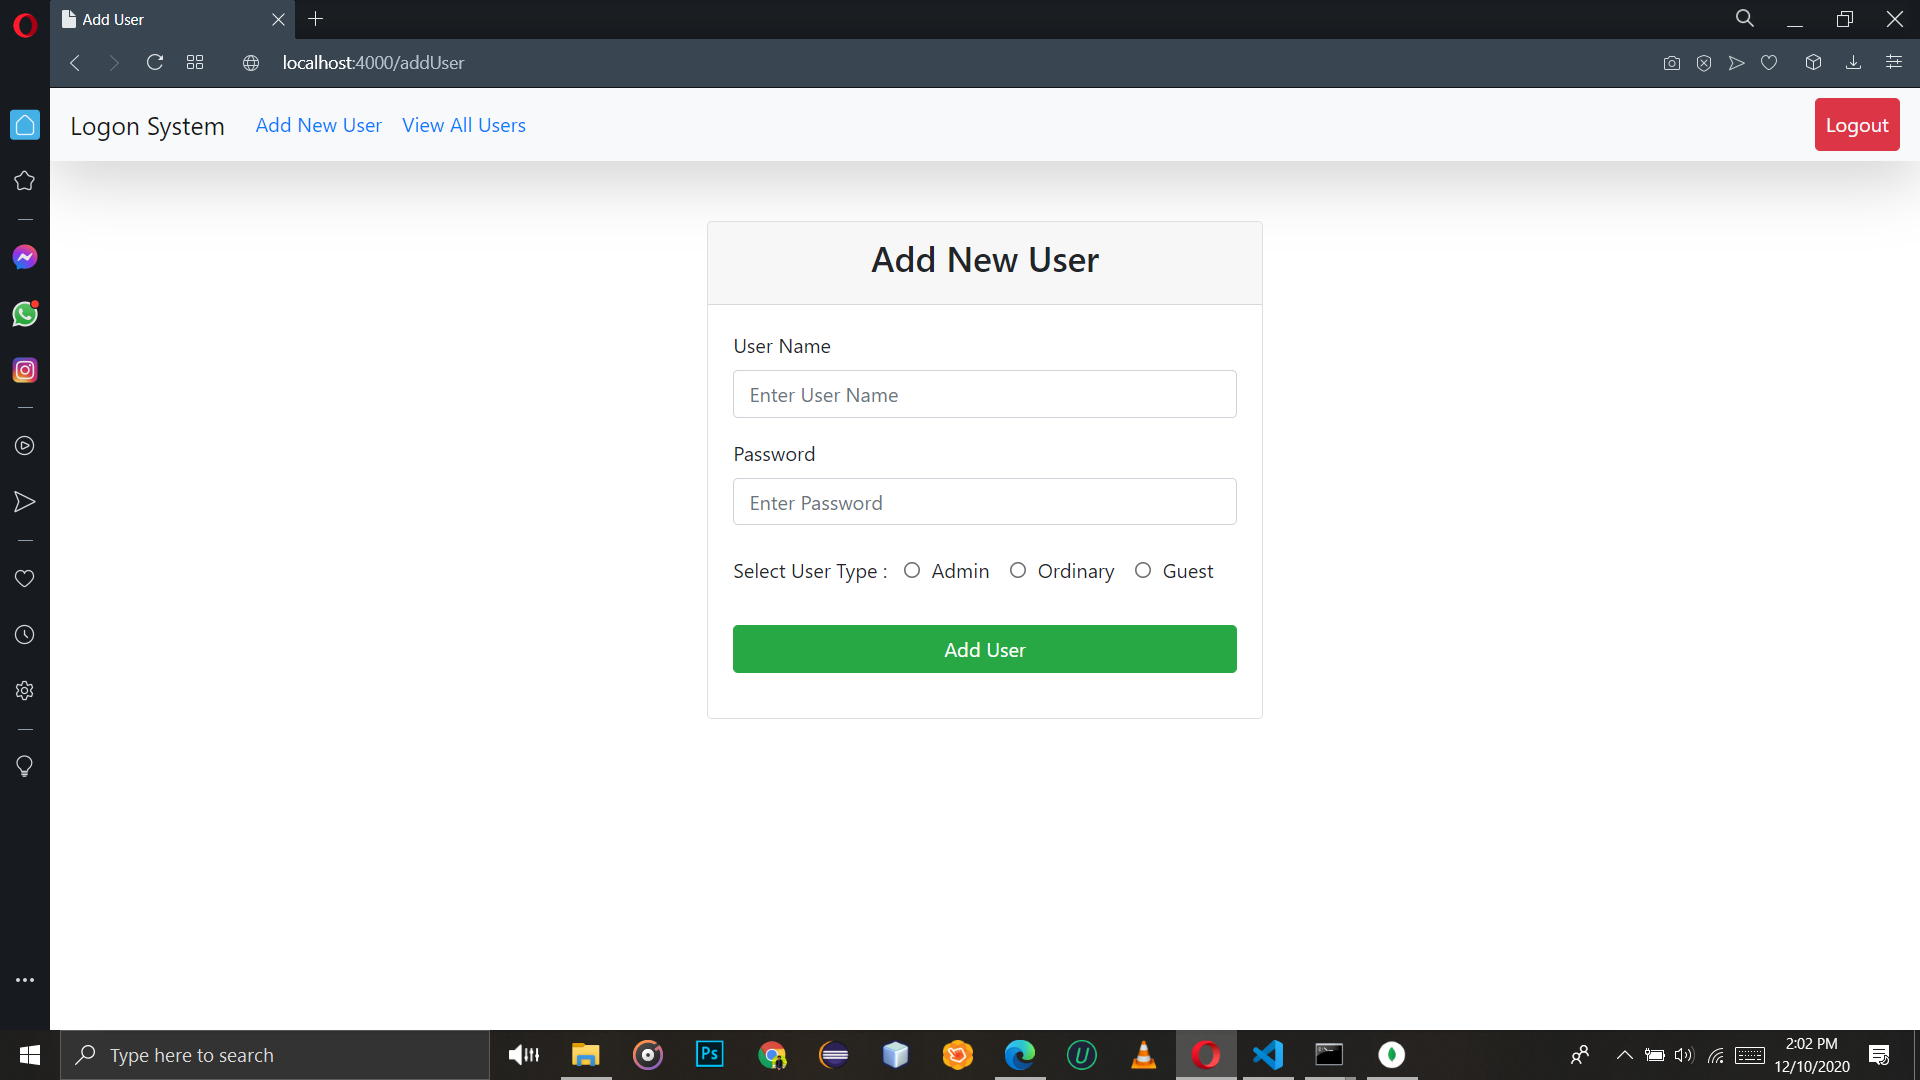 Add User
localhost:4000/addUser
Logon System Add New User View All Users Logout
Add New User
User Name
Enter User Name
Password
Enter Password
Select User Type : Admin Ordinary Guest
Add User
Type here to search
Ps
U
2:02 PM
12/10/2020